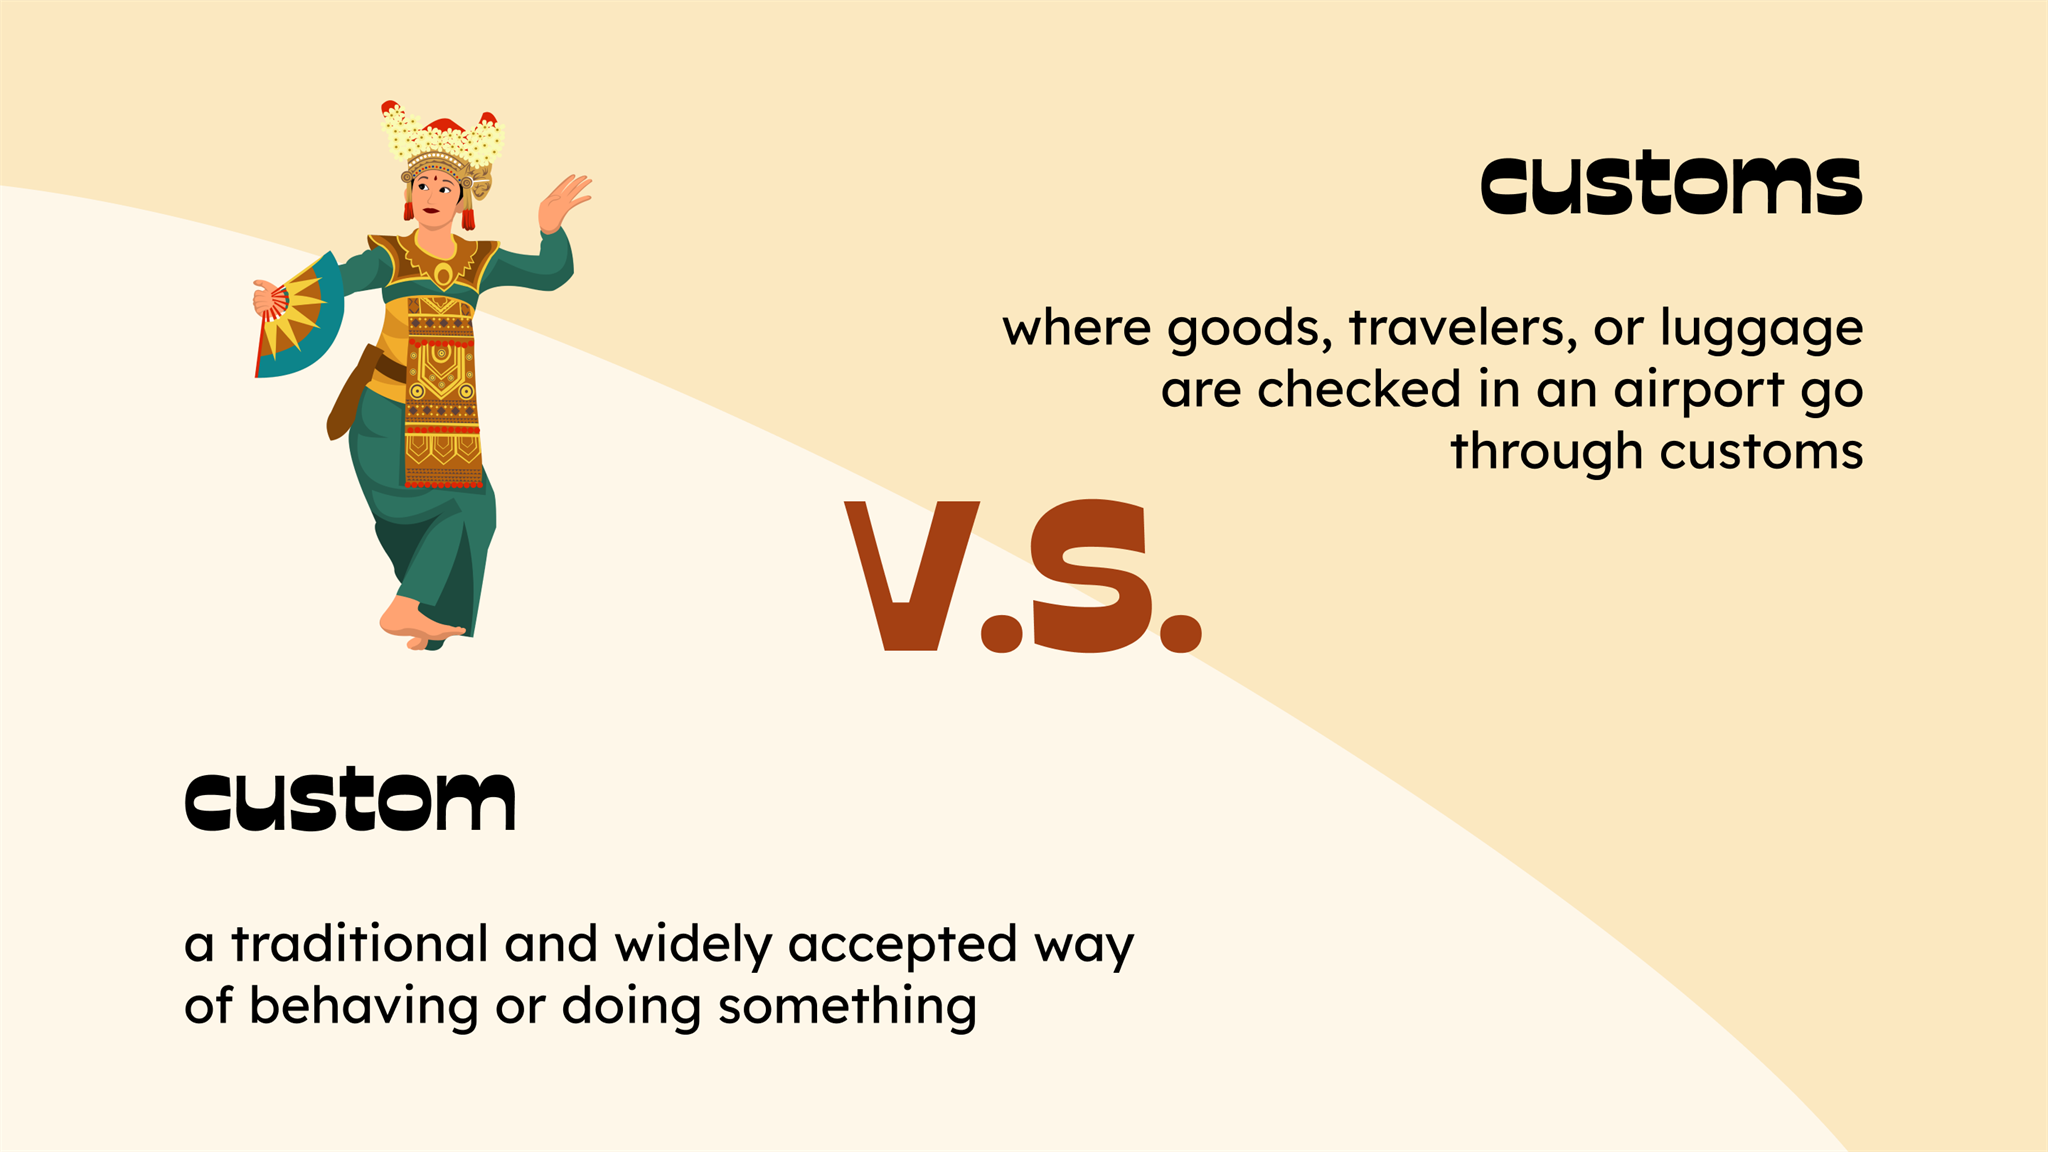 customs
where goods, travelers, or luggage
are checked in an airport go
through customs
v.s.
custom
a traditional and widely accepted way
of behaving or doing something